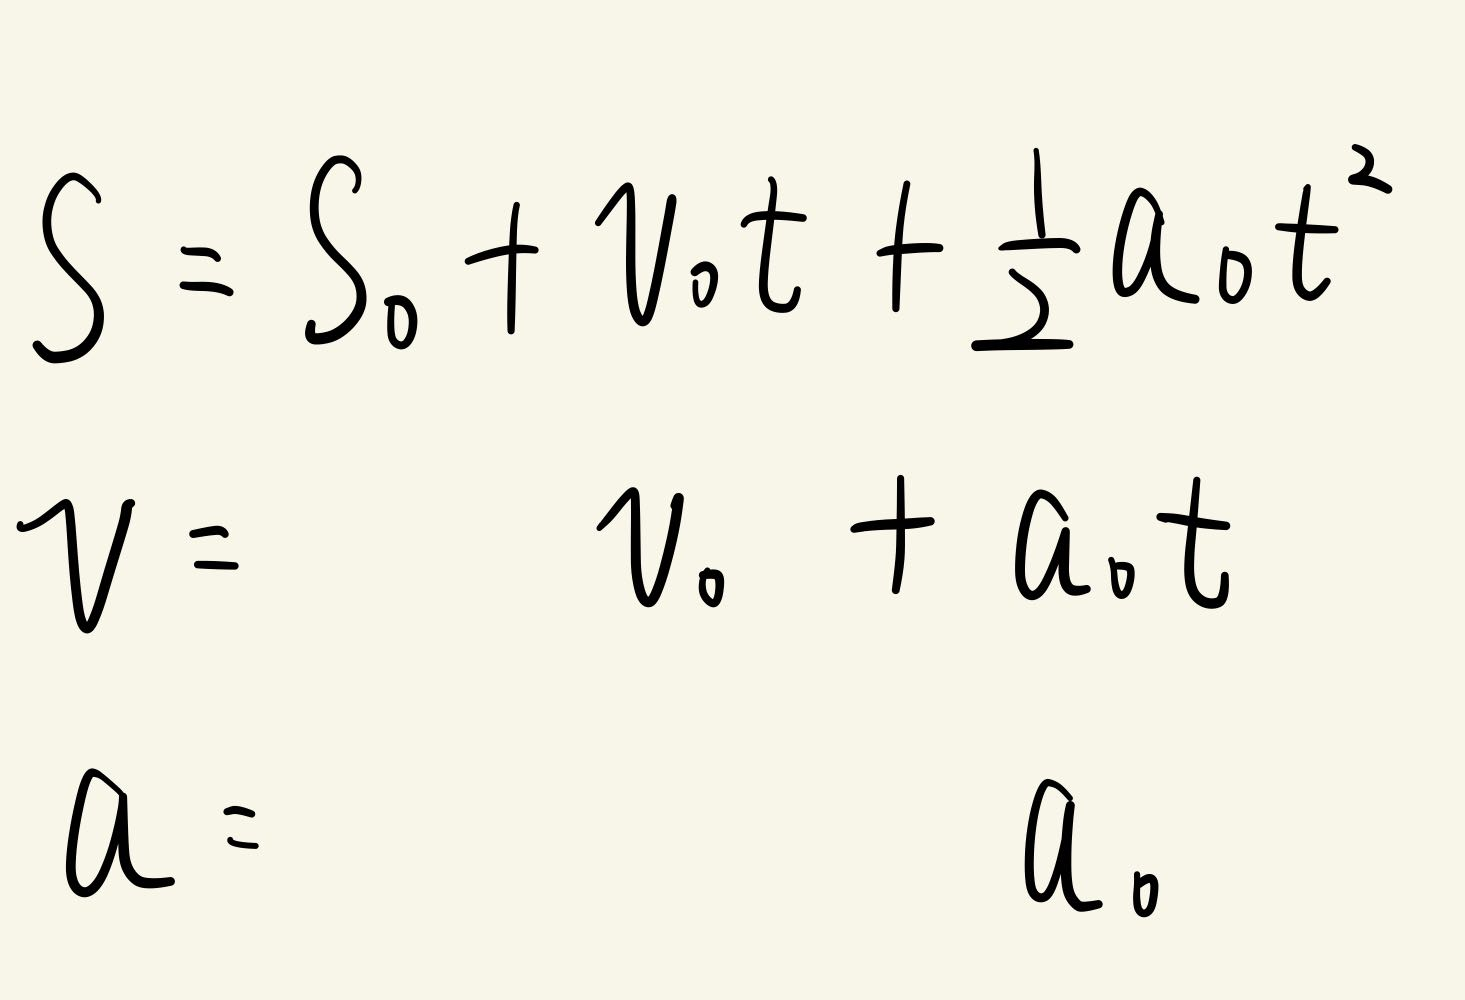 S = S₀ + v₀t + ½a₀t²
v = v₀ + a₀t
a = a₀